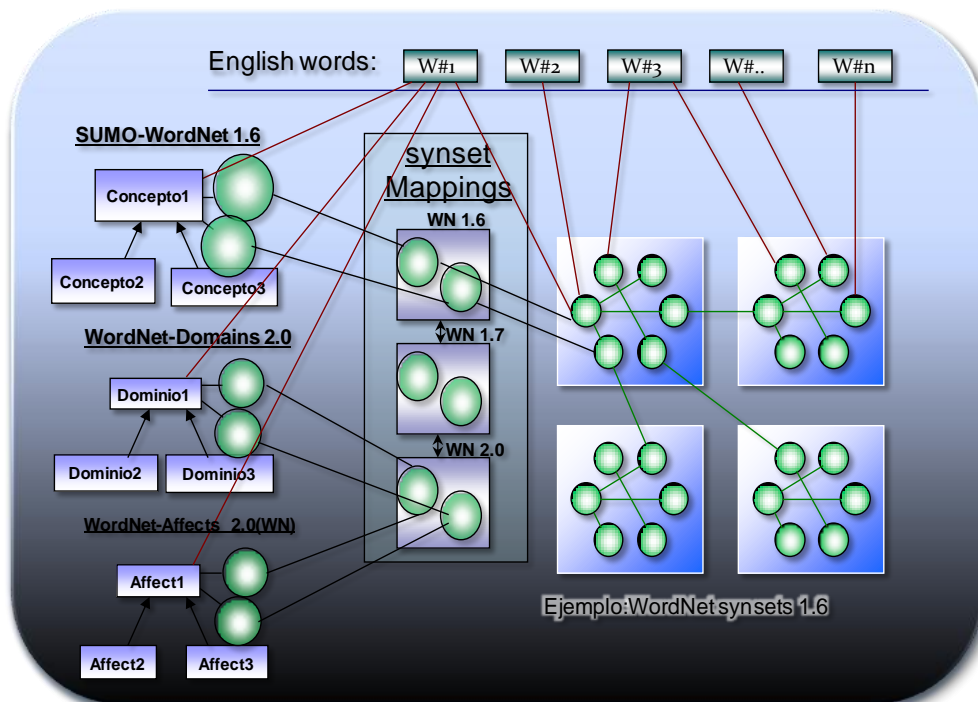 English words:
W#1
W#2
W#3
W#..
W#n
SUMO-WordNet 1.6
Concepto1
Concepto2
Concepto3
WordNet-Domains 2.0
Dominio1
Dominio2
Dominio3
WordNet-Affects 2.0(WN)
Affect1
Affect2
Affect3
synset
Mappings
WN 1.6
WN 1.7
WN 2.0
Ejemplo:WordNet synsets 1.6